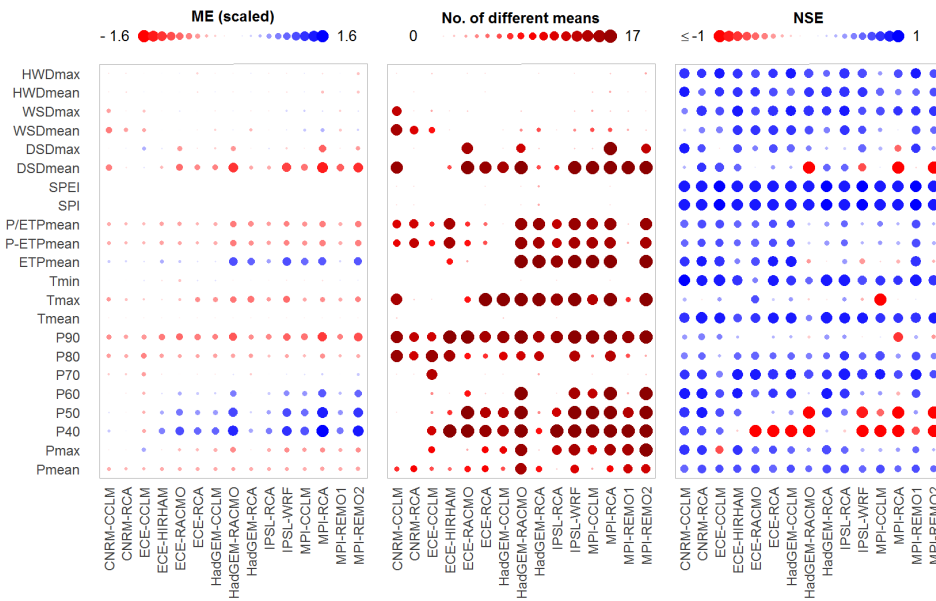 ME (scaled)
- 1.6 1.6
No. of different means
0 17
NSE
≤ -1 1
HWDmax
HWDmean
WSDmax
WSDmean
DSDmax
DSDmean
SPEI
SPI
P/ETPmean
P-ETPmean
ETPmean
Tmin
Tmax
Tmean
P90
P80
P70
P60
P50
P40
Pmax
Pmean
CNRM-CCLM
CNRM-RCA
ECE-CCLM
ECE-HIRHAM
ECE-RACMO
ECE-RCA
HadGEM-CCLM
HadGEM-RACMO
HadGEM-RCA
IPSL-RCA
IPSL-WRF
MPI-CCLM
MPI-RCA
MPI-REMO1
MPI-REMO2
CNRM-CCLM
CNRM-RCA
ECE-CCLM
ECE-HIRHAM
ECE-RACMO
ECE-RCA
HadGEM-CCLM
HadGEM-RACMO
HadGEM-RCA
IPSL-RCA
IPSL-WRF
MPI-CCLM
MPI-RCA
MPI-REMO1
MPI-REMO2
CNRM-CCLM
CNRM-RCA
ECE-CCLM
ECE-HIRHAM
ECE-RACMO
ECE-RCA
HadGEM-CCLM
HadGEM-RACMO
HadGEM-RCA
IPSL-RCA
IPSL-WRF
MPI-CCLM
MPI-RCA
MPI-REMO1
MPI-REMO2